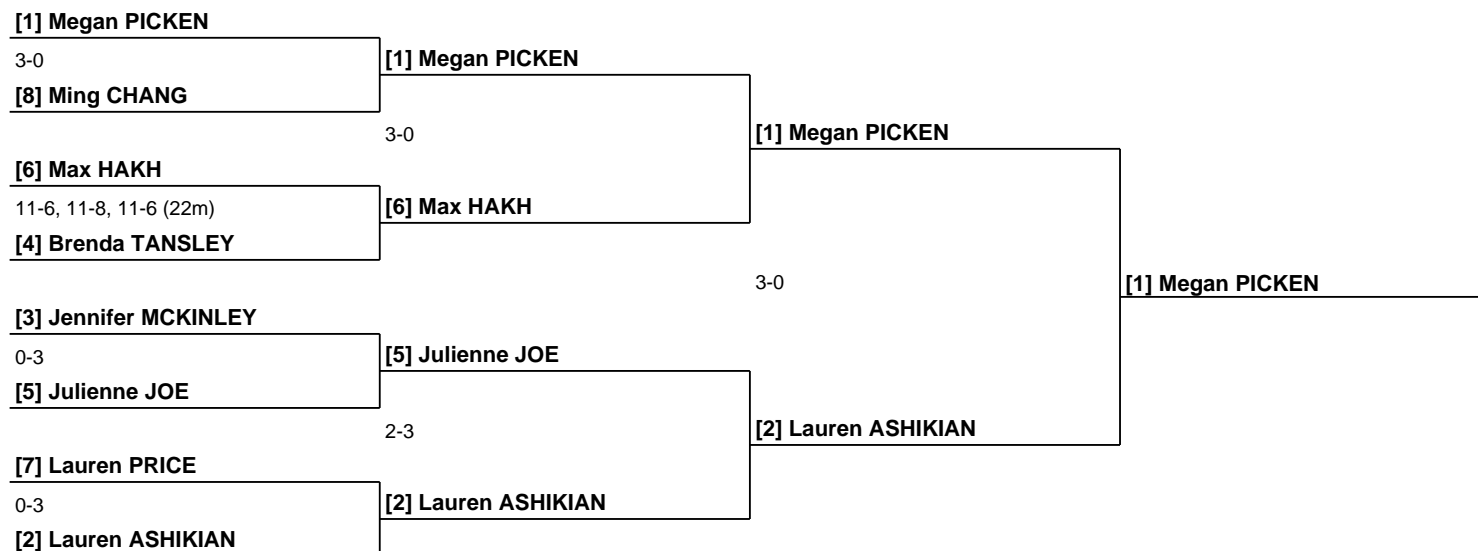 [1] Megan PICKEN
3-0
[8] Ming CHANG
[6] Max HAKH
11-6, 11-8, 11-6 (22m)
[4] Brenda TANSLEY
[3] Jennifer MCKINLEY
0-3
[5] Julienne JOE
[7] Lauren PRICE
0-3
[2] Lauren ASHIKIAN
[1] Megan PICKEN
3-0
[6] Max HAKH
[5] Julienne JOE
2-3
[2] Lauren ASHIKIAN
[1] Megan PICKEN
3-0
[2] Lauren ASHIKIAN
[1] Megan PICKEN